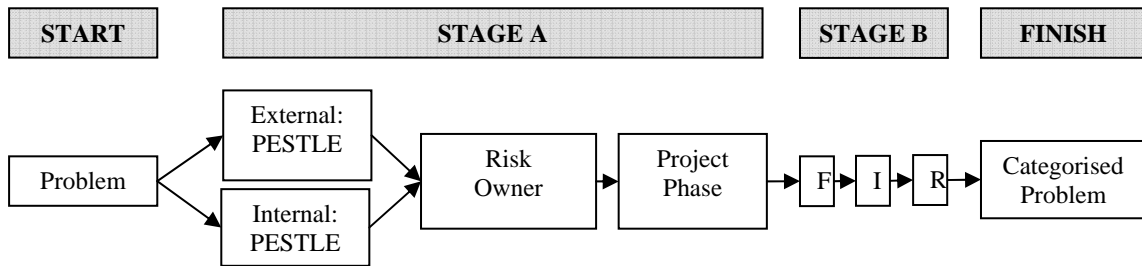 START
STAGE A
STAGE B
FINISH
Problem
External:
PESTLE
Internal:
PESTLE
Risk
Owner
Project
Phase
F
I
R
Categorised
Problem